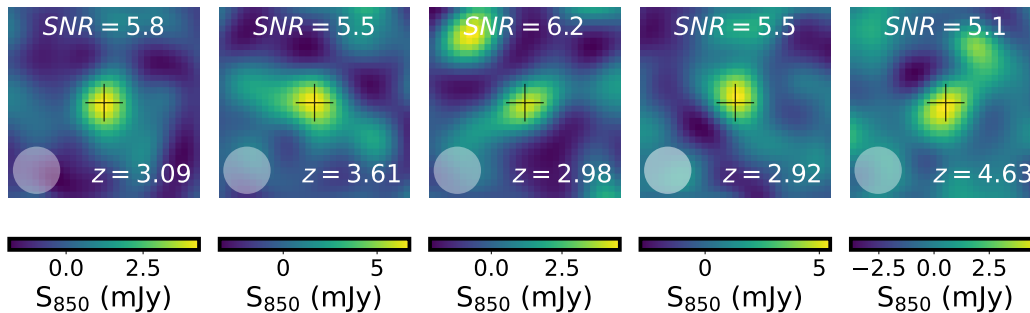 SNR = 5.8
z = 3.09
0.0 2.5
S₈₅₀ (mJy)
SNR = 5.5
z = 3.61
0 5
S₈₅₀ (mJy)
SNR = 6.2
z = 2.98
0.0 2.5
S₈₅₀ (mJy)
SNR = 5.5
z = 2.92
0 5
S₈₅₀ (mJy)
SNR = 5.1
z = 4.63
−2.5 0.0 2.5
S₈₅₀ (mJy)